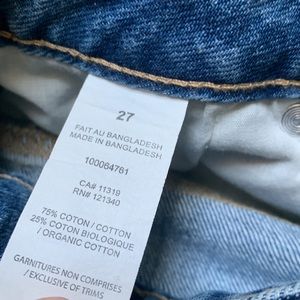 27
FAIT AU BANGLADESH
MADE IN BANGLADESH
100064761
CA# 11319
RN# 121340
75% COTON / COTTON
25% COTON BIOLOGIQUE
/ ORGANIC COTTON
GARNITURES NON COMPRISES
/ EXCLUSIVE OF TRIMS